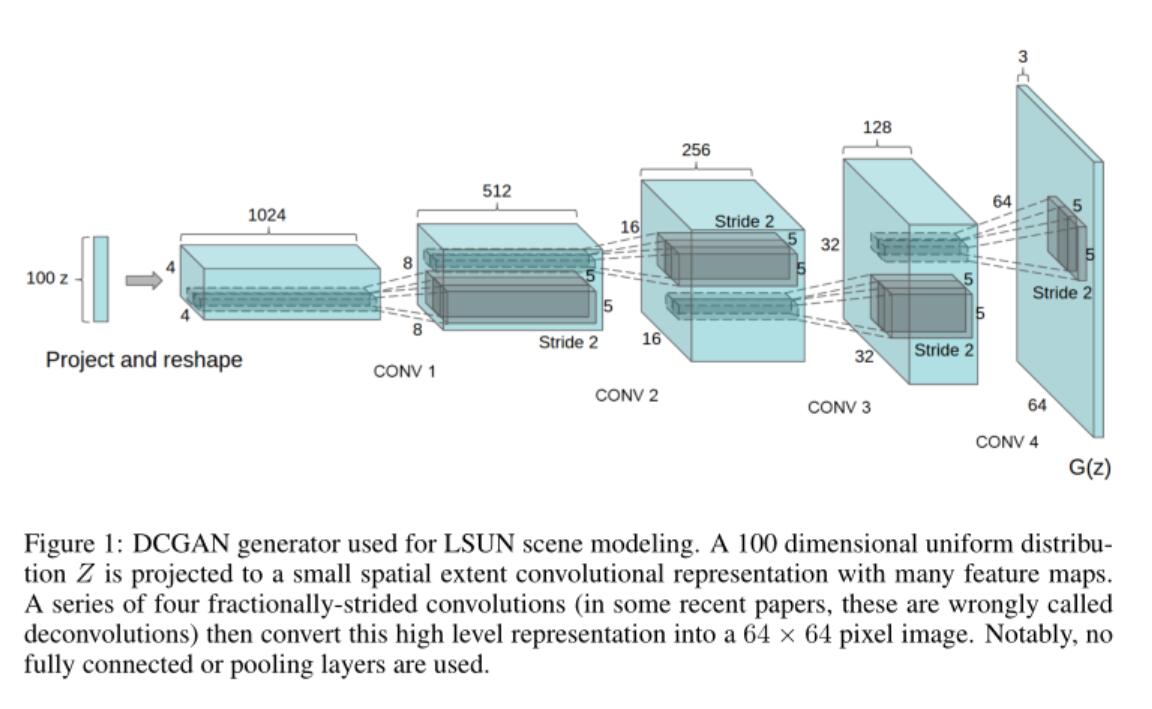 3
128
256
64
5
512
16
Stride 2
1024
5
32
8
5
5
4
100 z
5
5
Stride 2
5
5
4
8
Stride 2
16
32
Stride 2
Project and reshape
CONV 1
CONV 2
CONV 3
64
CONV 4
G(z)
Figure 1: DCGAN generator used for LSUN scene modeling. A 100 dimensional uniform distribu-
tion Z is projected to a small spatial extent convolutional representation with many feature maps.
A series of four fractionally-strided convolutions (in some recent papers, these are wrongly called
deconvolutions) then convert this high level representation into a 64 × 64 pixel image. Notably, no
fully connected or pooling layers are used.